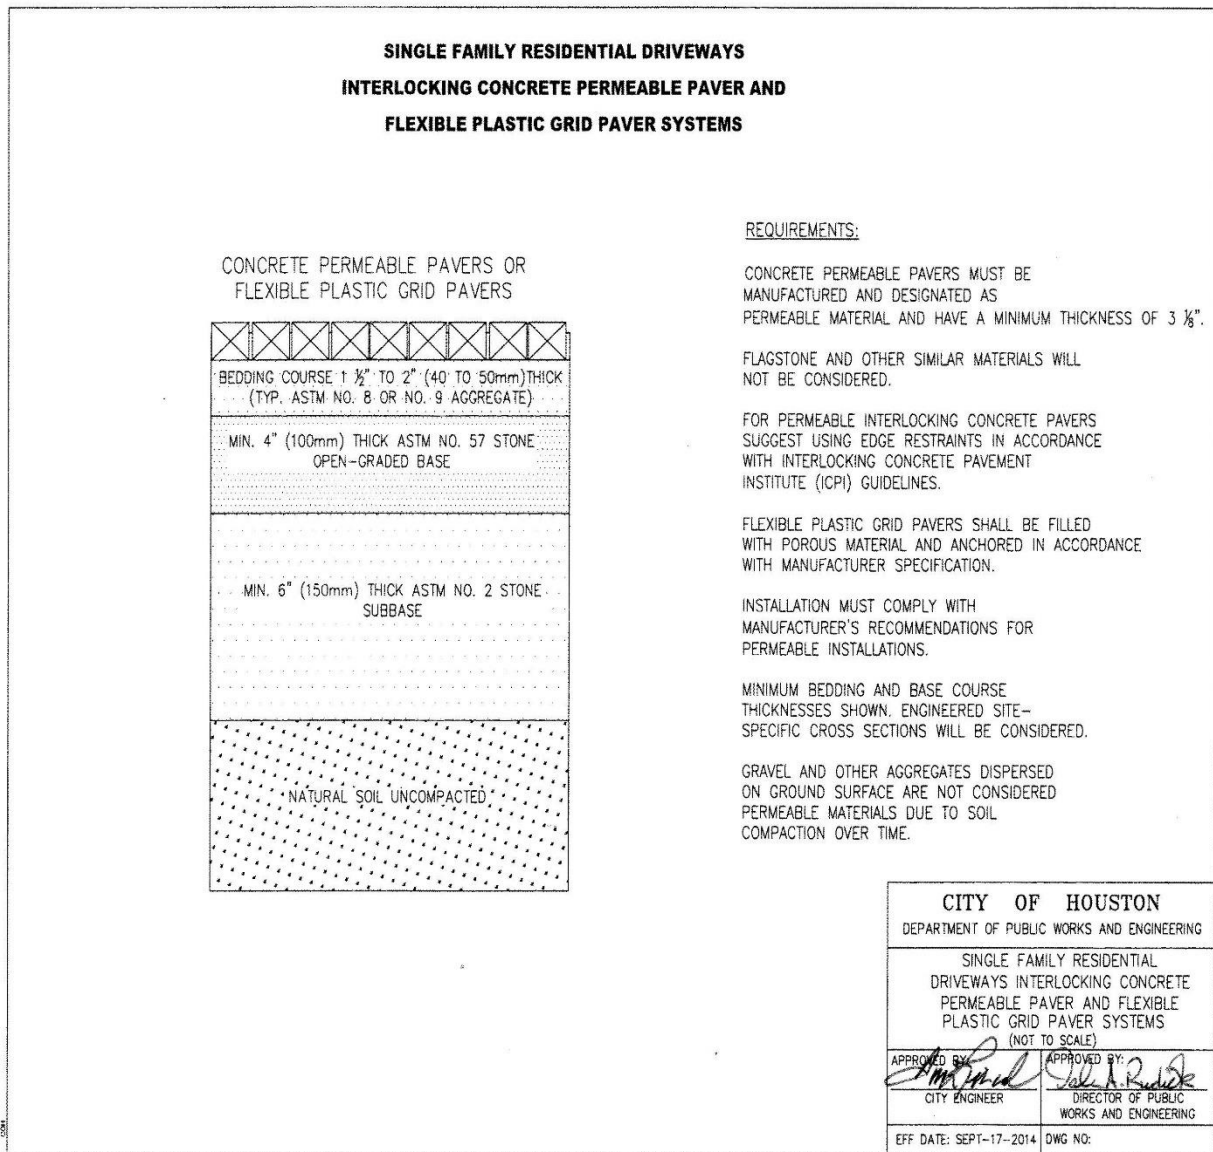 SINGLE FAMILY RESIDENTIAL DRIVEWAYS
INTERLOCKING CONCRETE PERMEABLE PAVER AND
FLEXIBLE PLASTIC GRID PAVER SYSTEMS
CONCRETE PERMEABLE PAVERS OR
FLEXIBLE PLASTIC GRID PAVERS
BEDDING COURSE 1 ½" TO 2" (40 TO 50mm)THICK
(TYP. ASTM NO. 8 OR NO. 9 AGGREGATE)
MIN. 4" (100mm) THICK ASTM NO. 57 STONE
OPEN-GRADED BASE
MIN. 6" (150mm) THICK ASTM NO. 2 STONE
SUBBASE
NATURAL SOIL UNCOMPACTED
REQUIREMENTS:
CONCRETE PERMEABLE PAVERS MUST BE
MANUFACTURED AND DESIGNATED AS
PERMEABLE MATERIAL AND HAVE A MINIMUM THICKNESS OF 3 ⅛".
FLAGSTONE AND OTHER SIMILAR MATERIALS WILL
NOT BE CONSIDERED.
FOR PERMEABLE INTERLOCKING CONCRETE PAVERS
SUGGEST USING EDGE RESTRAINTS IN ACCORDANCE
WITH INTERLOCKING CONCRETE PAVEMENT
INSTITUTE (ICPI) GUIDELINES.
FLEXIBLE PLASTIC GRID PAVERS SHALL BE FILLED
WITH POROUS MATERIAL AND ANCHORED IN ACCORDANCE
WITH MANUFACTURER SPECIFICATION.
INSTALLATION MUST COMPLY WITH
MANUFACTURER'S RECOMMENDATIONS FOR
PERMEABLE INSTALLATIONS.
MINIMUM BEDDING AND BASE COURSE
THICKNESSES SHOWN. ENGINEERED SITE-
SPECIFIC CROSS SECTIONS WILL BE CONSIDERED.
GRAVEL AND OTHER AGGREGATES DISPERSED
ON GROUND SURFACE ARE NOT CONSIDERED
PERMEABLE MATERIALS DUE TO SOIL
COMPACTION OVER TIME.
CITY OF HOUSTON
DEPARTMENT OF PUBLIC WORKS AND ENGINEERING
SINGLE FAMILY RESIDENTIAL
DRIVEWAYS INTERLOCKING CONCRETE
PERMEABLE PAVER AND FLEXIBLE
PLASTIC GRID PAVER SYSTEMS
(NOT TO SCALE)
APPROVED BY:
CITY ENGINEER
APPROVED BY:
DIRECTOR OF PUBLIC
WORKS AND ENGINEERING
EFF DATE: SEPT-17-2014
DWG NO: